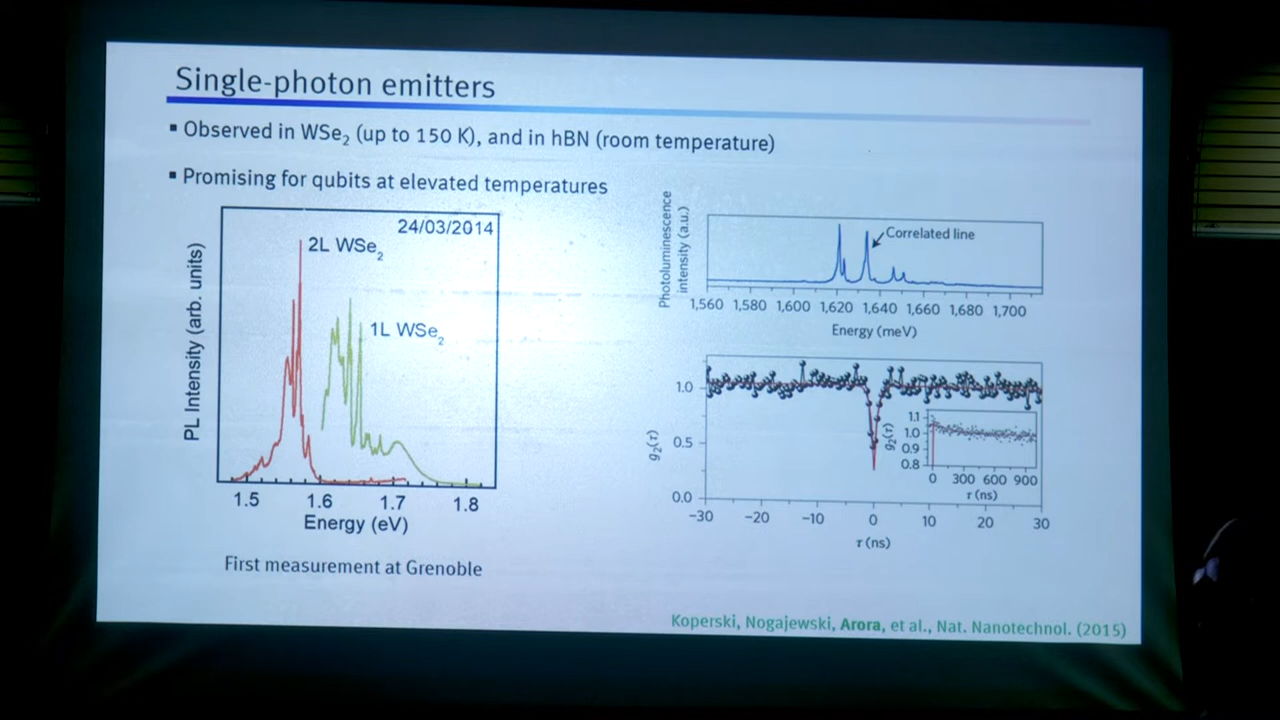 Single-photon emitters
▪ Observed in WSe₂ (up to 150 K), and in hBN (room temperature)
▪ Promising for qubits at elevated temperatures
24/03/2014
2L WSe₂
1L WSe₂
PL Intensity (arb. units)
1.5 1.6 1.7 1.8
Energy (eV)
First measurement at Grenoble
Photoluminescence
intensity (a.u.)
Correlated line
1,560 1,580 1,600 1,620 1,640 1,660 1,680 1,700
Energy (meV)
g₂(τ)
1.0
0.5
0.0
−30 −20 −10 0 10 20 30
τ (ns)
g₂(τ)
1.1
1.0
0.9
0.8
0 300 600 900
τ (ns)
Koperski, Nogajewski, Arora, et al., Nat. Nanotechnol. (2015)